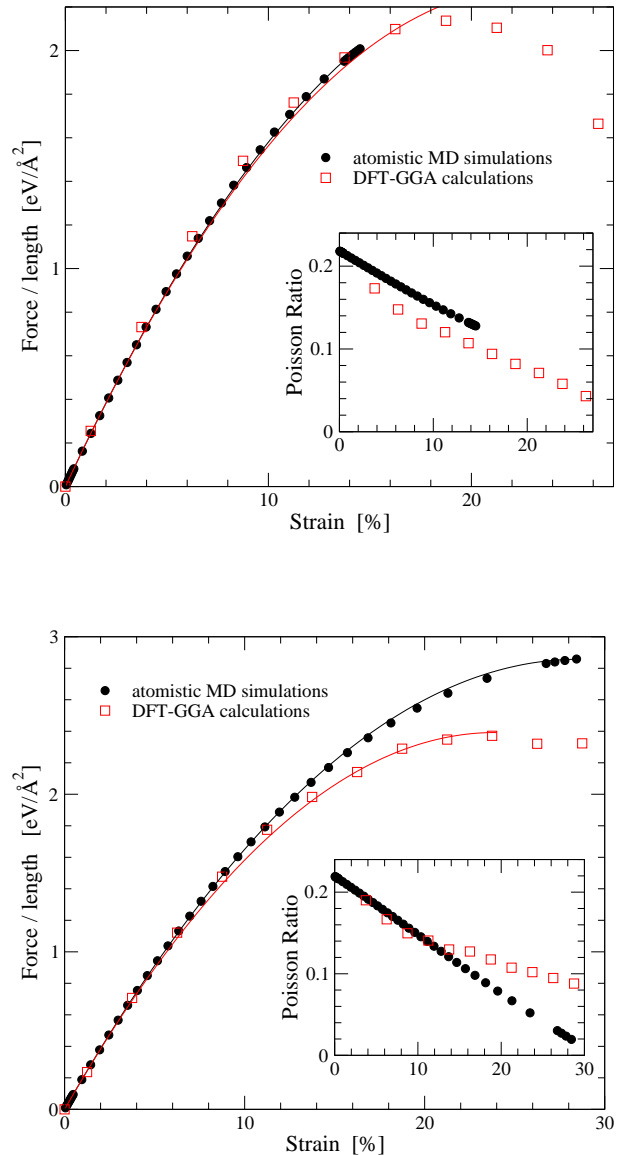 2
1
0
Force / length [eV/Å²]
atomistic MD simulations
DFT-GGA calculations
0.2
0.1
0
Poisson Ratio
0 10 20
0 10 20
Strain [%]
3
2
1
0
Force / length [eV/Å²]
atomistic MD simulations
DFT-GGA calculations
0.2
0.1
0
Poisson Ratio
0 10 20 30
0 10 20 30
Strain [%]